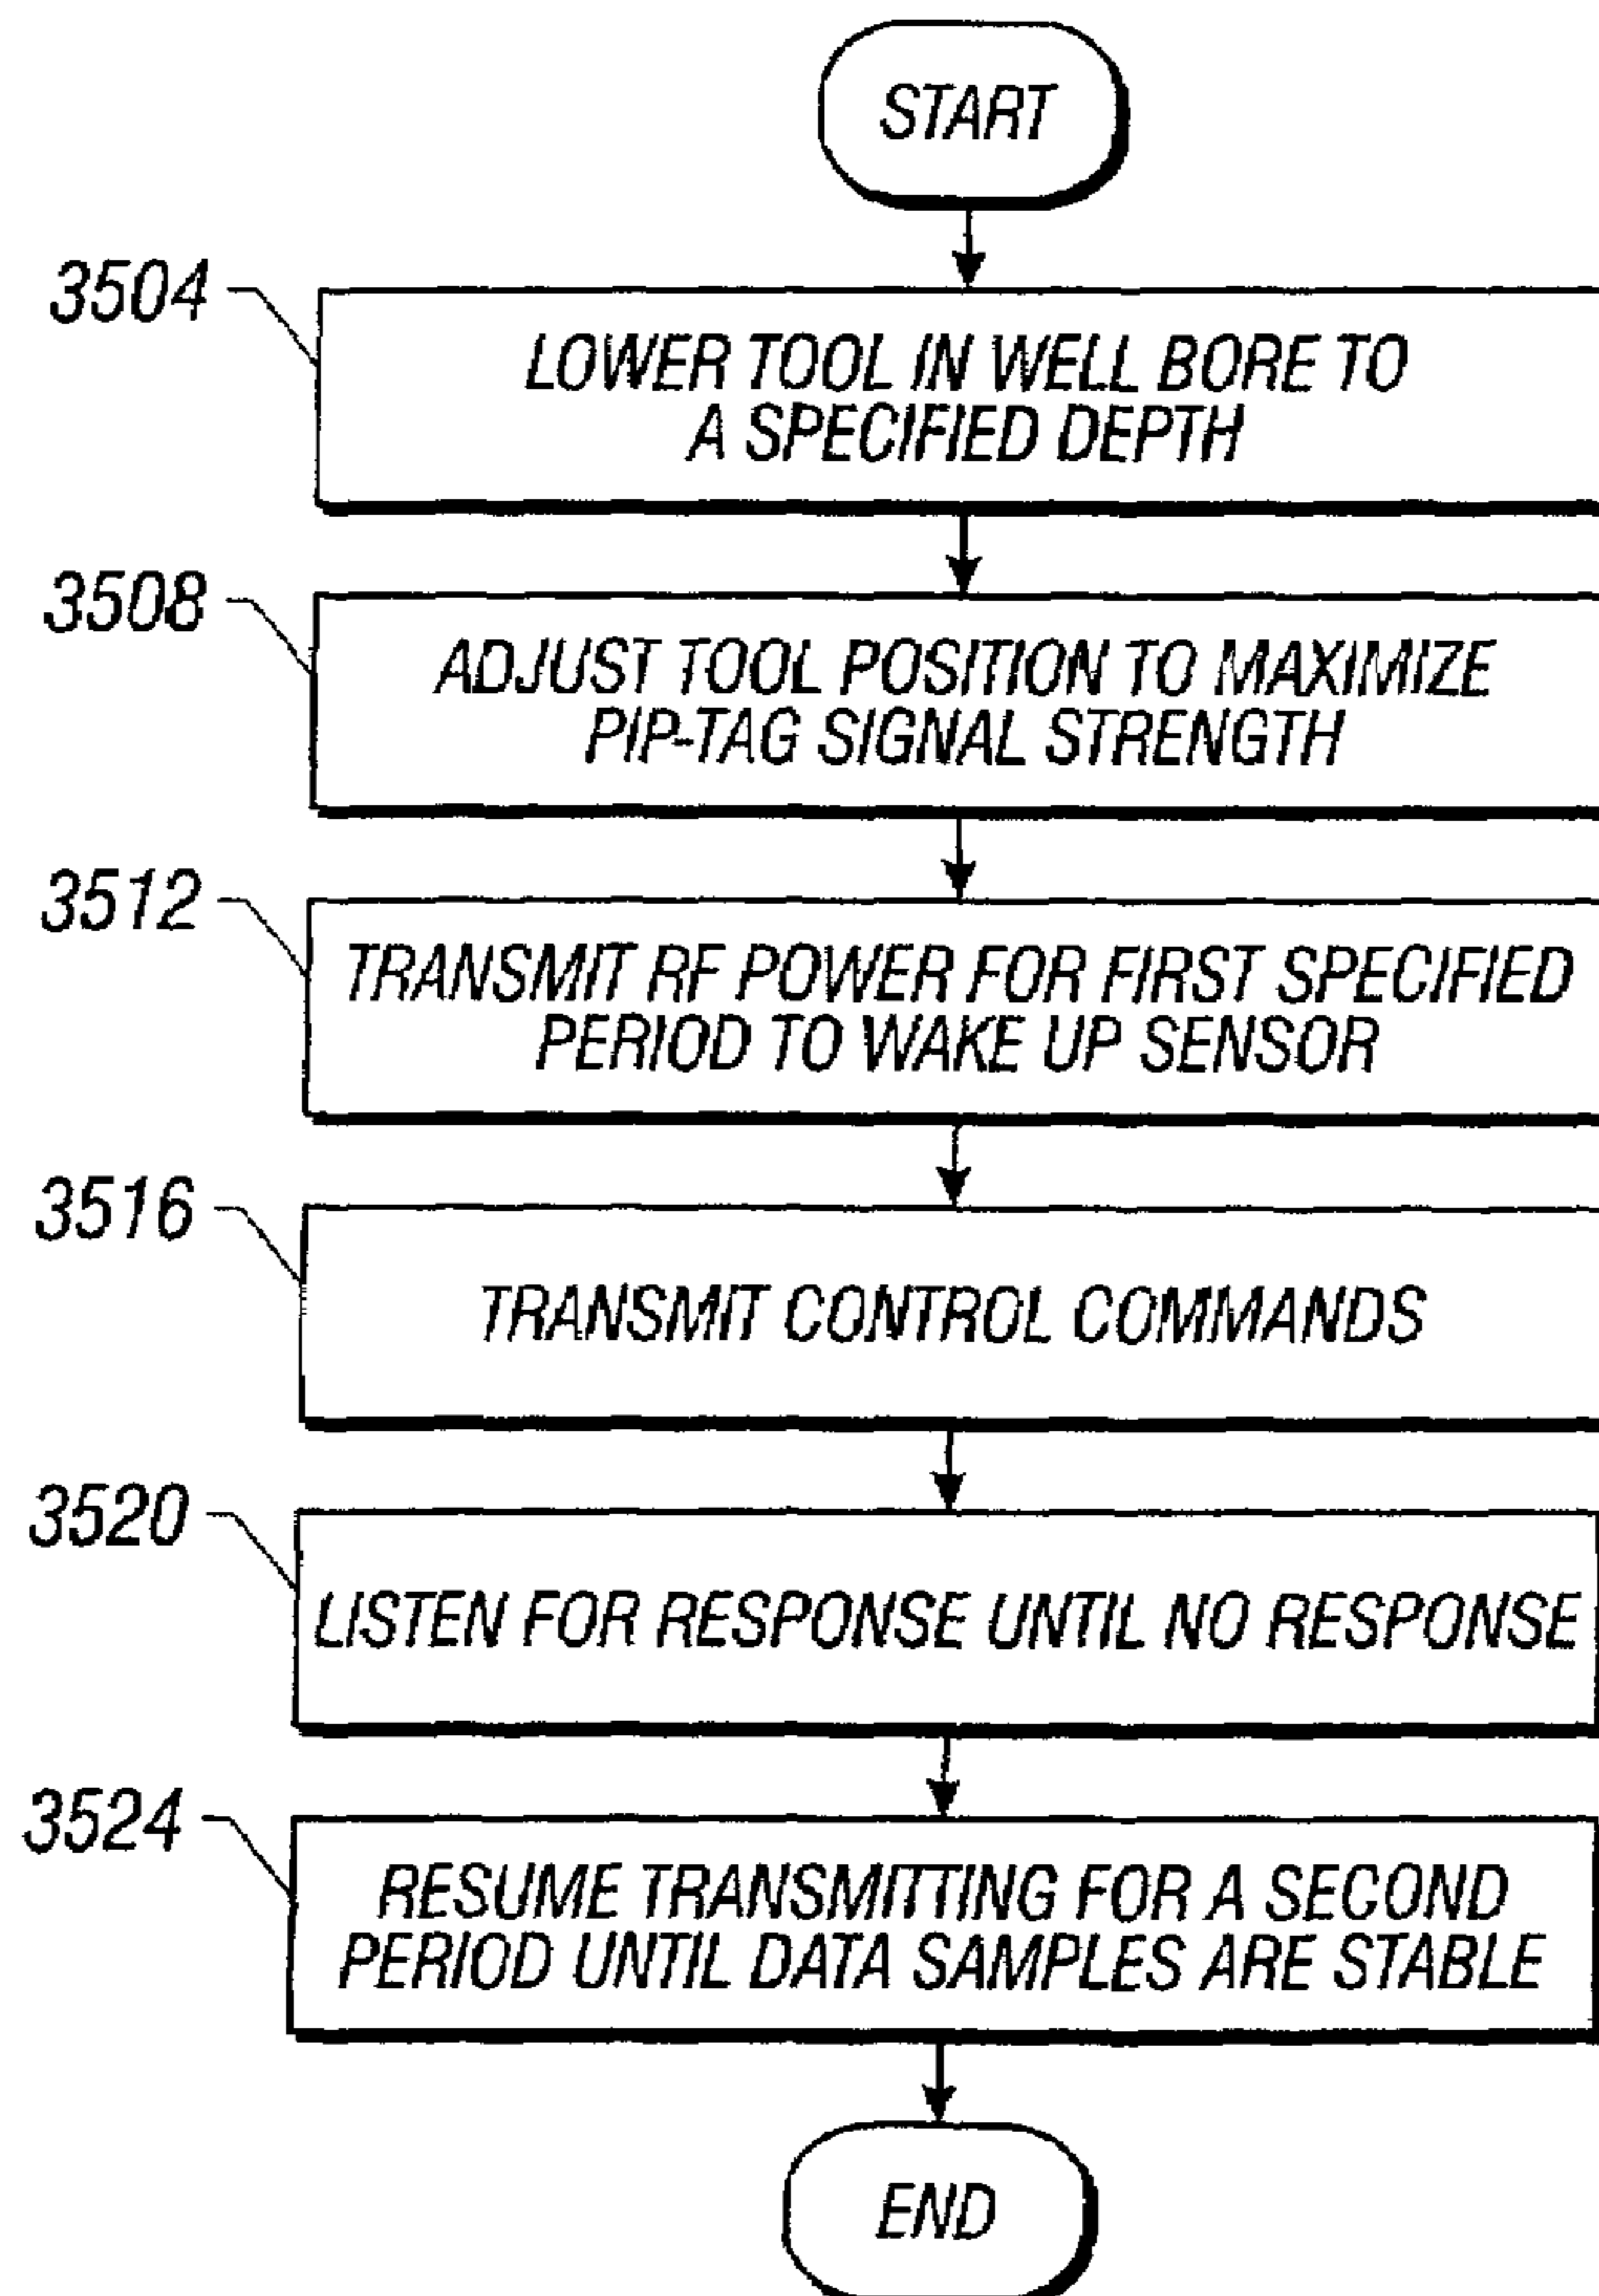 START
3504
LOWER TOOL IN WELL BORE TO
A SPECIFIED DEPTH
3508
ADJUST TOOL POSITION TO MAXIMIZE
PIP-TAG SIGNAL STRENGTH
3512
TRANSMIT RF POWER FOR FIRST SPECIFIED
PERIOD TO WAKE UP SENSOR
3516
TRANSMIT CONTROL COMMANDS
3520
LISTEN FOR RESPONSE UNTIL NO RESPONSE
3524
RESUME TRANSMITTING FOR A SECOND
PERIOD UNTIL DATA SAMPLES ARE STABLE
END